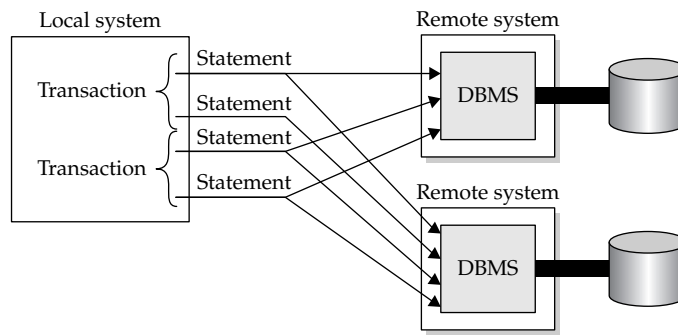 Local system
Transaction
Transaction
Statement
Statement
Statement
Statement
Remote system
DBMS
Remote system
DBMS